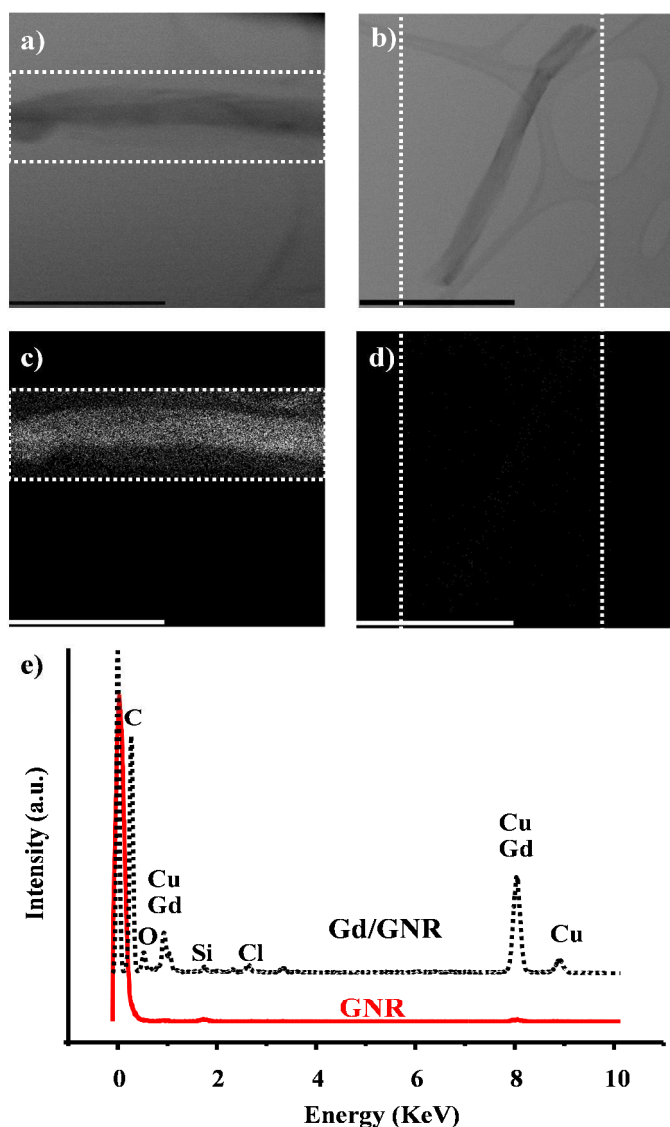 a)
b)
c)
d)
e)
C
Cu
Gd
O
Si
Cl
Gd/GNR
Cu
Gd
Cu
GNR
Intensity (a.u.)
0 2 4 6 8 10
Energy (KeV)